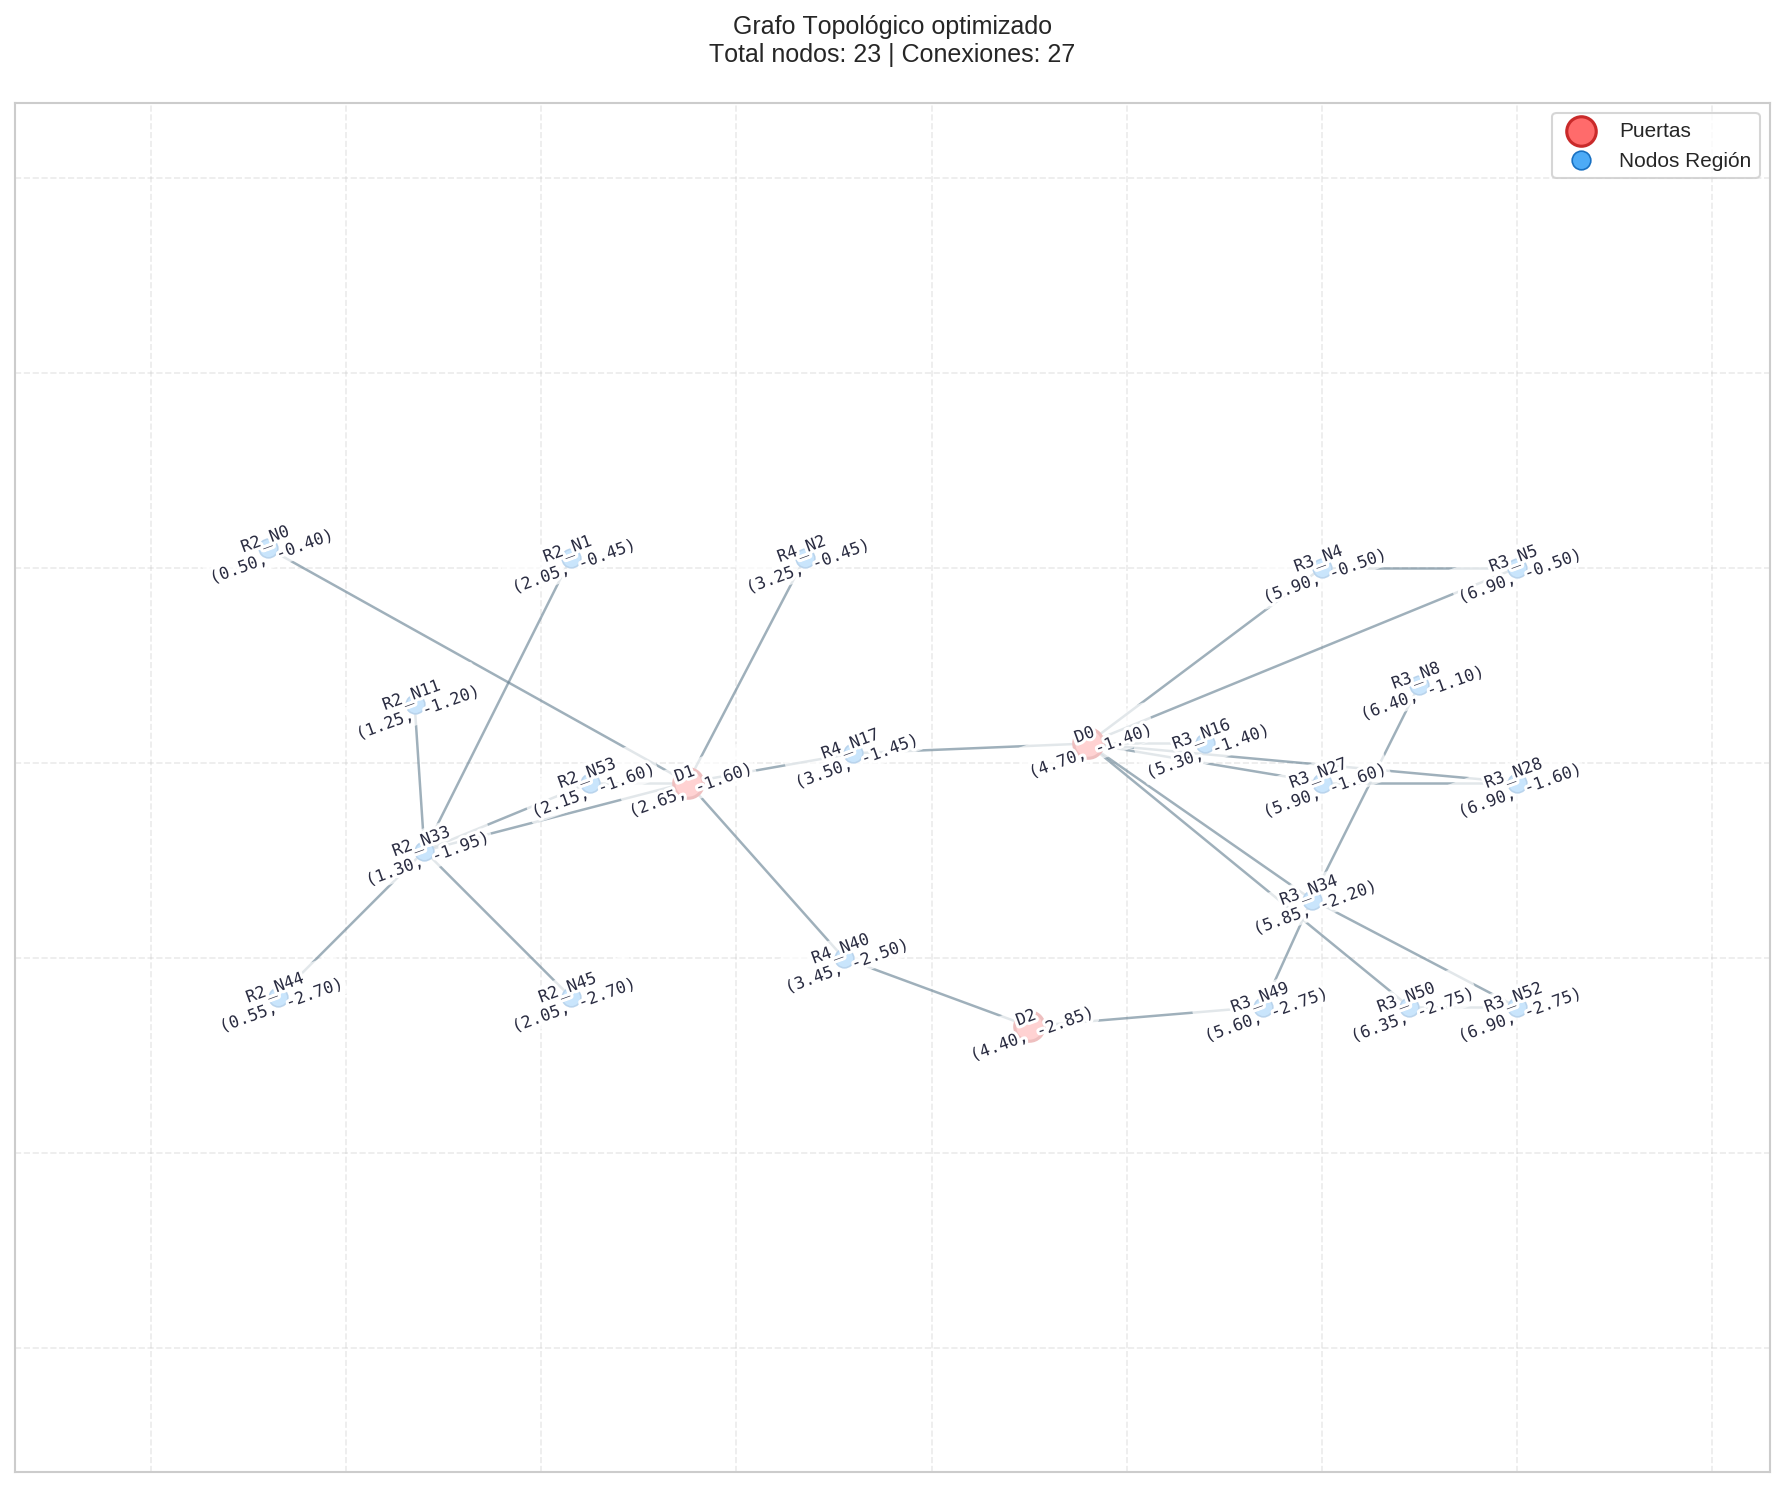 Grafo Topológico optimizado
Total nodos: 23 | Conexiones: 27
Puertas
Nodos Región
R2_N0
(0.50, -0.40)
R2_N1
(2.05, -0.45)
R4_N2
(3.25, -0.45)
R3_N4
(5.90, -0.50)
R3_N5
(6.90, -0.50)
R2_N11
(1.25, -1.20)
R3_N8
(6.40, -1.10)
R4_N17
(3.50, -1.45)
D0
(4.70, -1.40)
R3_N16
(5.30, -1.40)
R2_N53
(2.15, -1.60)
D1
(2.65, -1.60)
R3_N27
(5.90, -1.60)
R3_N28
(6.90, -1.60)
R2_N33
(1.30, -1.95)
R3_N34
(5.85, -2.20)
R4_N40
(3.45, -2.50)
R2_N44
(0.55, -2.70)
R2_N45
(2.05, -2.70)
D2
(4.40, -2.85)
R3_N49
(5.60, -2.75)
R3_N50
(6.35, -2.75)
R3_N52
(6.90, -2.75)